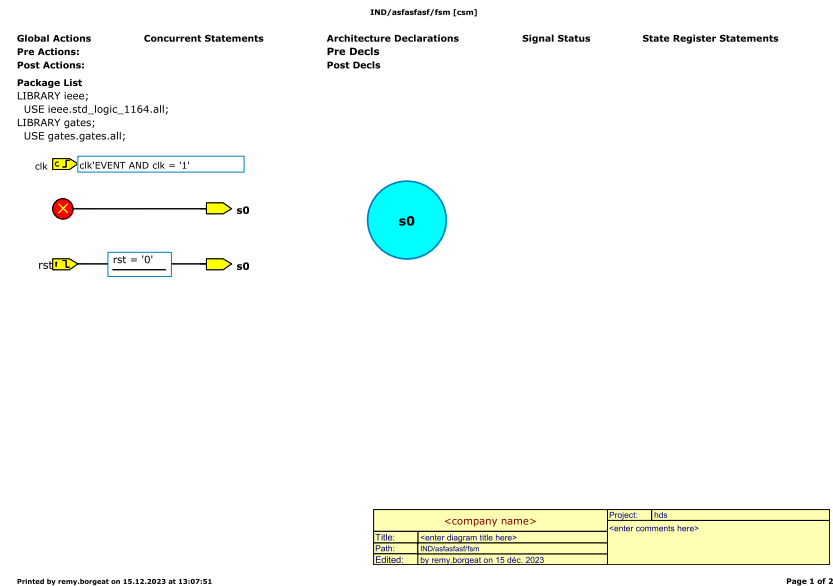 IND/asfasfasf/fsm [csm]
Global Actions Concurrent Statements Architecture Declarations Signal Status State Register Statements
Pre Actions: Pre Decls
Post Actions: Post Decls
Package List
LIBRARY ieee;
USE ieee.std_logic_1164.all;
LIBRARY gates;
USE gates.gates.all;
clk c clk'EVENT AND clk = '1'
s0
s0
rst r rst = '0' s0
<company name>
Project: hds
<enter comments here>
Title: <enter diagram title here>
Path: IND/asfasfasf/fsm
Edited: by remy.borgeat on 15 déc. 2023
Printed by remy.borgeat on 15.12.2023 at 13:07:51 Page 1 of 2